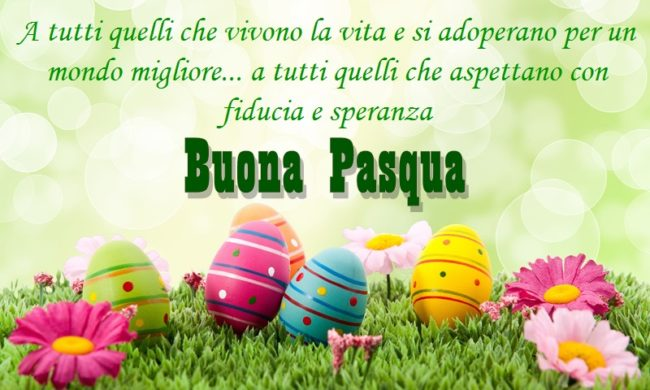 A tutti quelli che vivono la vita e si adoperano per un
mondo migliore... a tutti quelli che aspettano con
fiducia e speranza
Buona Pasqua